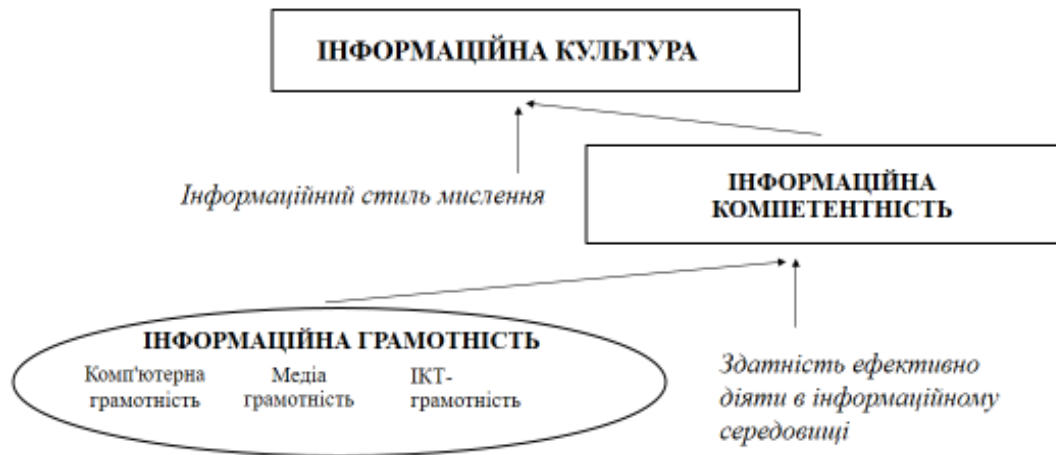 ІНФОРМАЦІЙНА КУЛЬТУРА
Інформаційний стиль мислення
ІНФОРМАЦІЙНА
КОМПЕТЕНТНІСТЬ
ІНФОРМАЦІЙНА ГРАМОТНІСТЬ
Комп'ютерна
грамотність
Медіа
грамотність
ІКТ-
грамотність
Здатність ефективно
діяти в інформаційному
середовищі